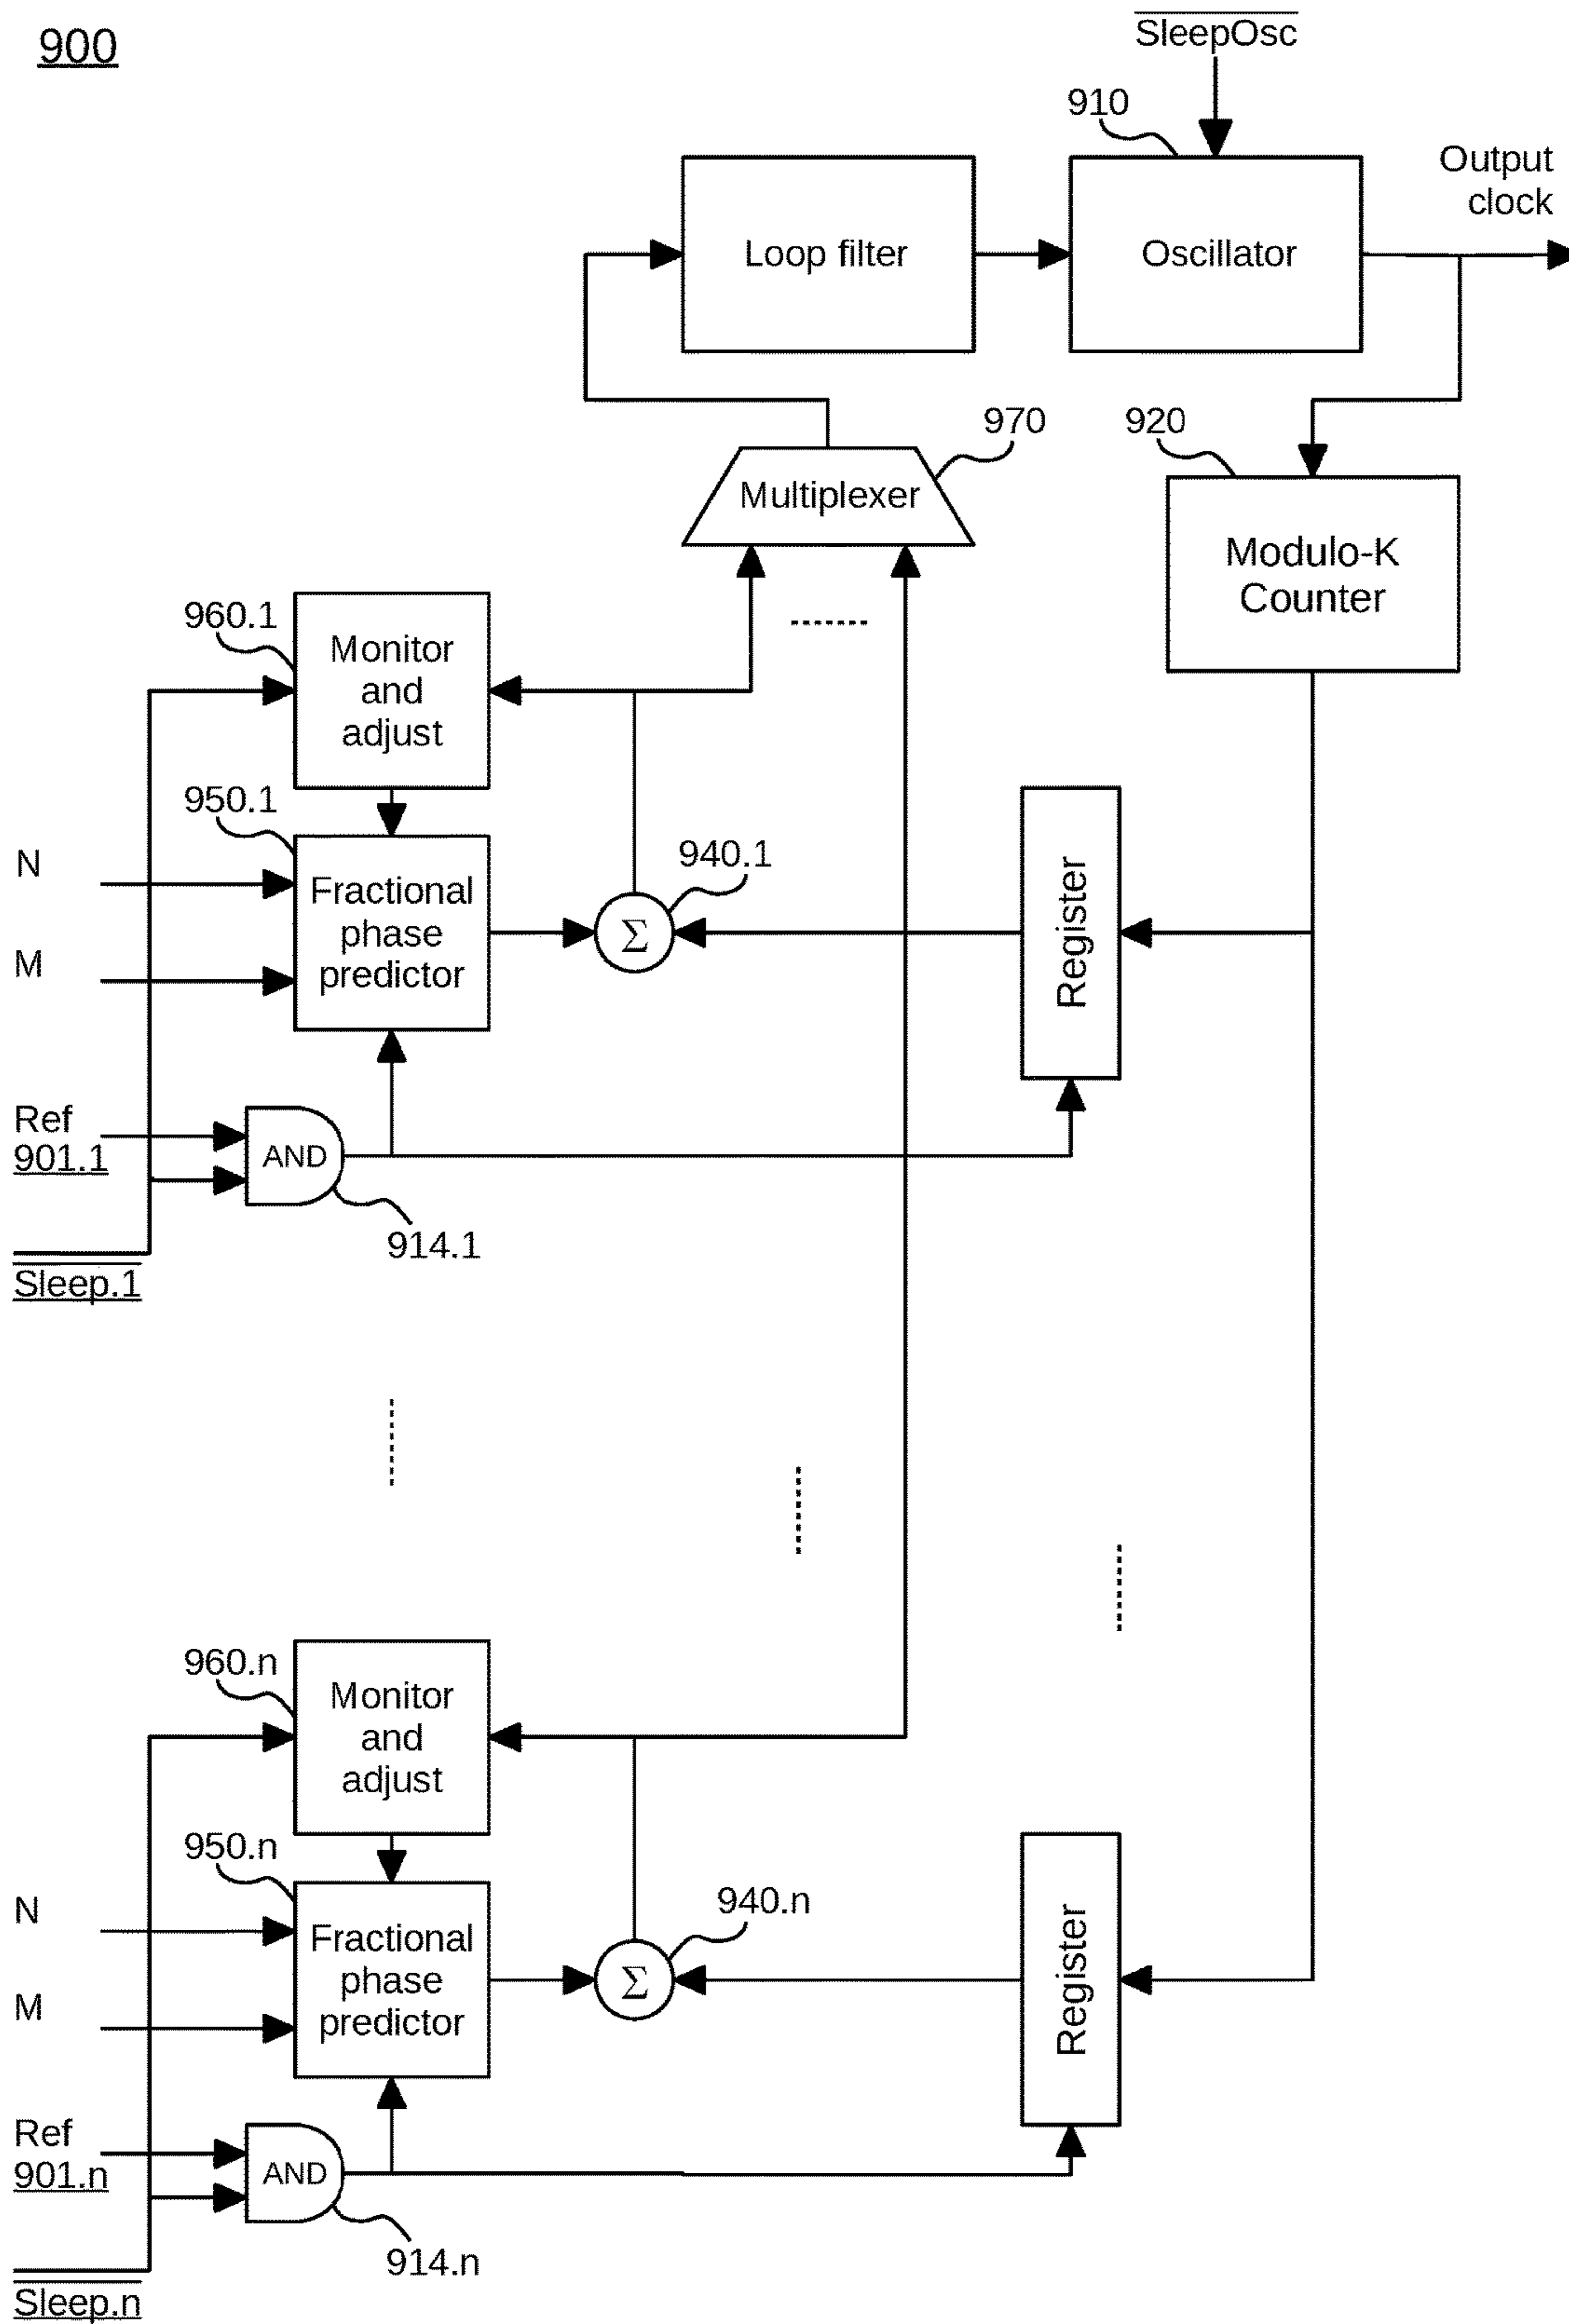 900
SleepOsc
910
Output
clock
Loop filter
Oscillator
970
920
Multiplexer
Modulo-K
Counter
960.1
Monitor
and
adjust
950.1
940.1
N
Fractional
phase
predictor
Σ
Register
M
Ref
901.1
AND
914.1
Sleep.1
960.n
Monitor
and
adjust
950.n
940.n
N
Fractional
phase
predictor
Σ
Register
M
Ref
901.n
AND
914.n
Sleep.n